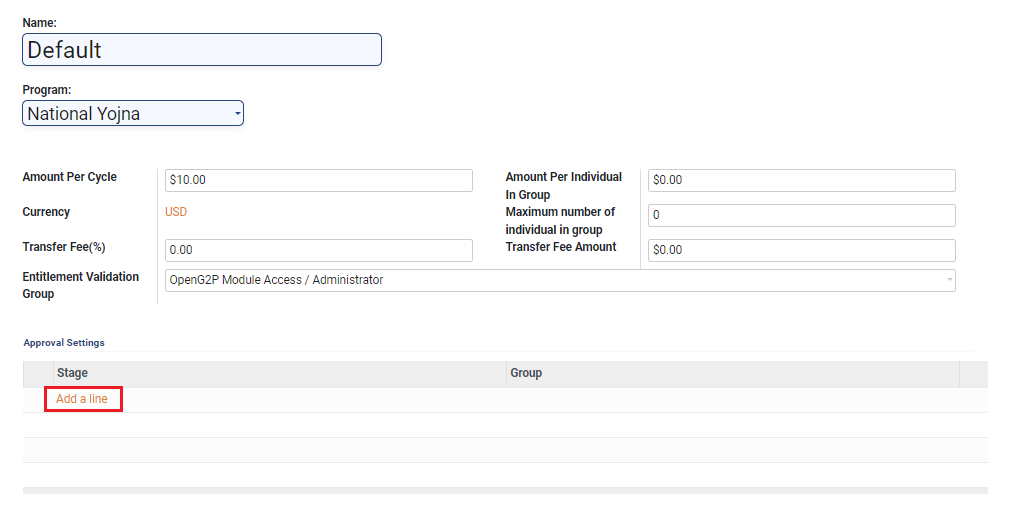 Name:
Default
Program:
National Yojna
Amount Per Cycle
$10.00
Amount Per Individual
In Group
$0.00
Currency
USD
Maximum number of
individual in group
0
Transfer Fee(%)
0.00
Transfer Fee Amount
$0.00
Entitlement Validation
Group
OpenG2P Module Access / Administrator
Approval Settings
Stage
Group
Add a line